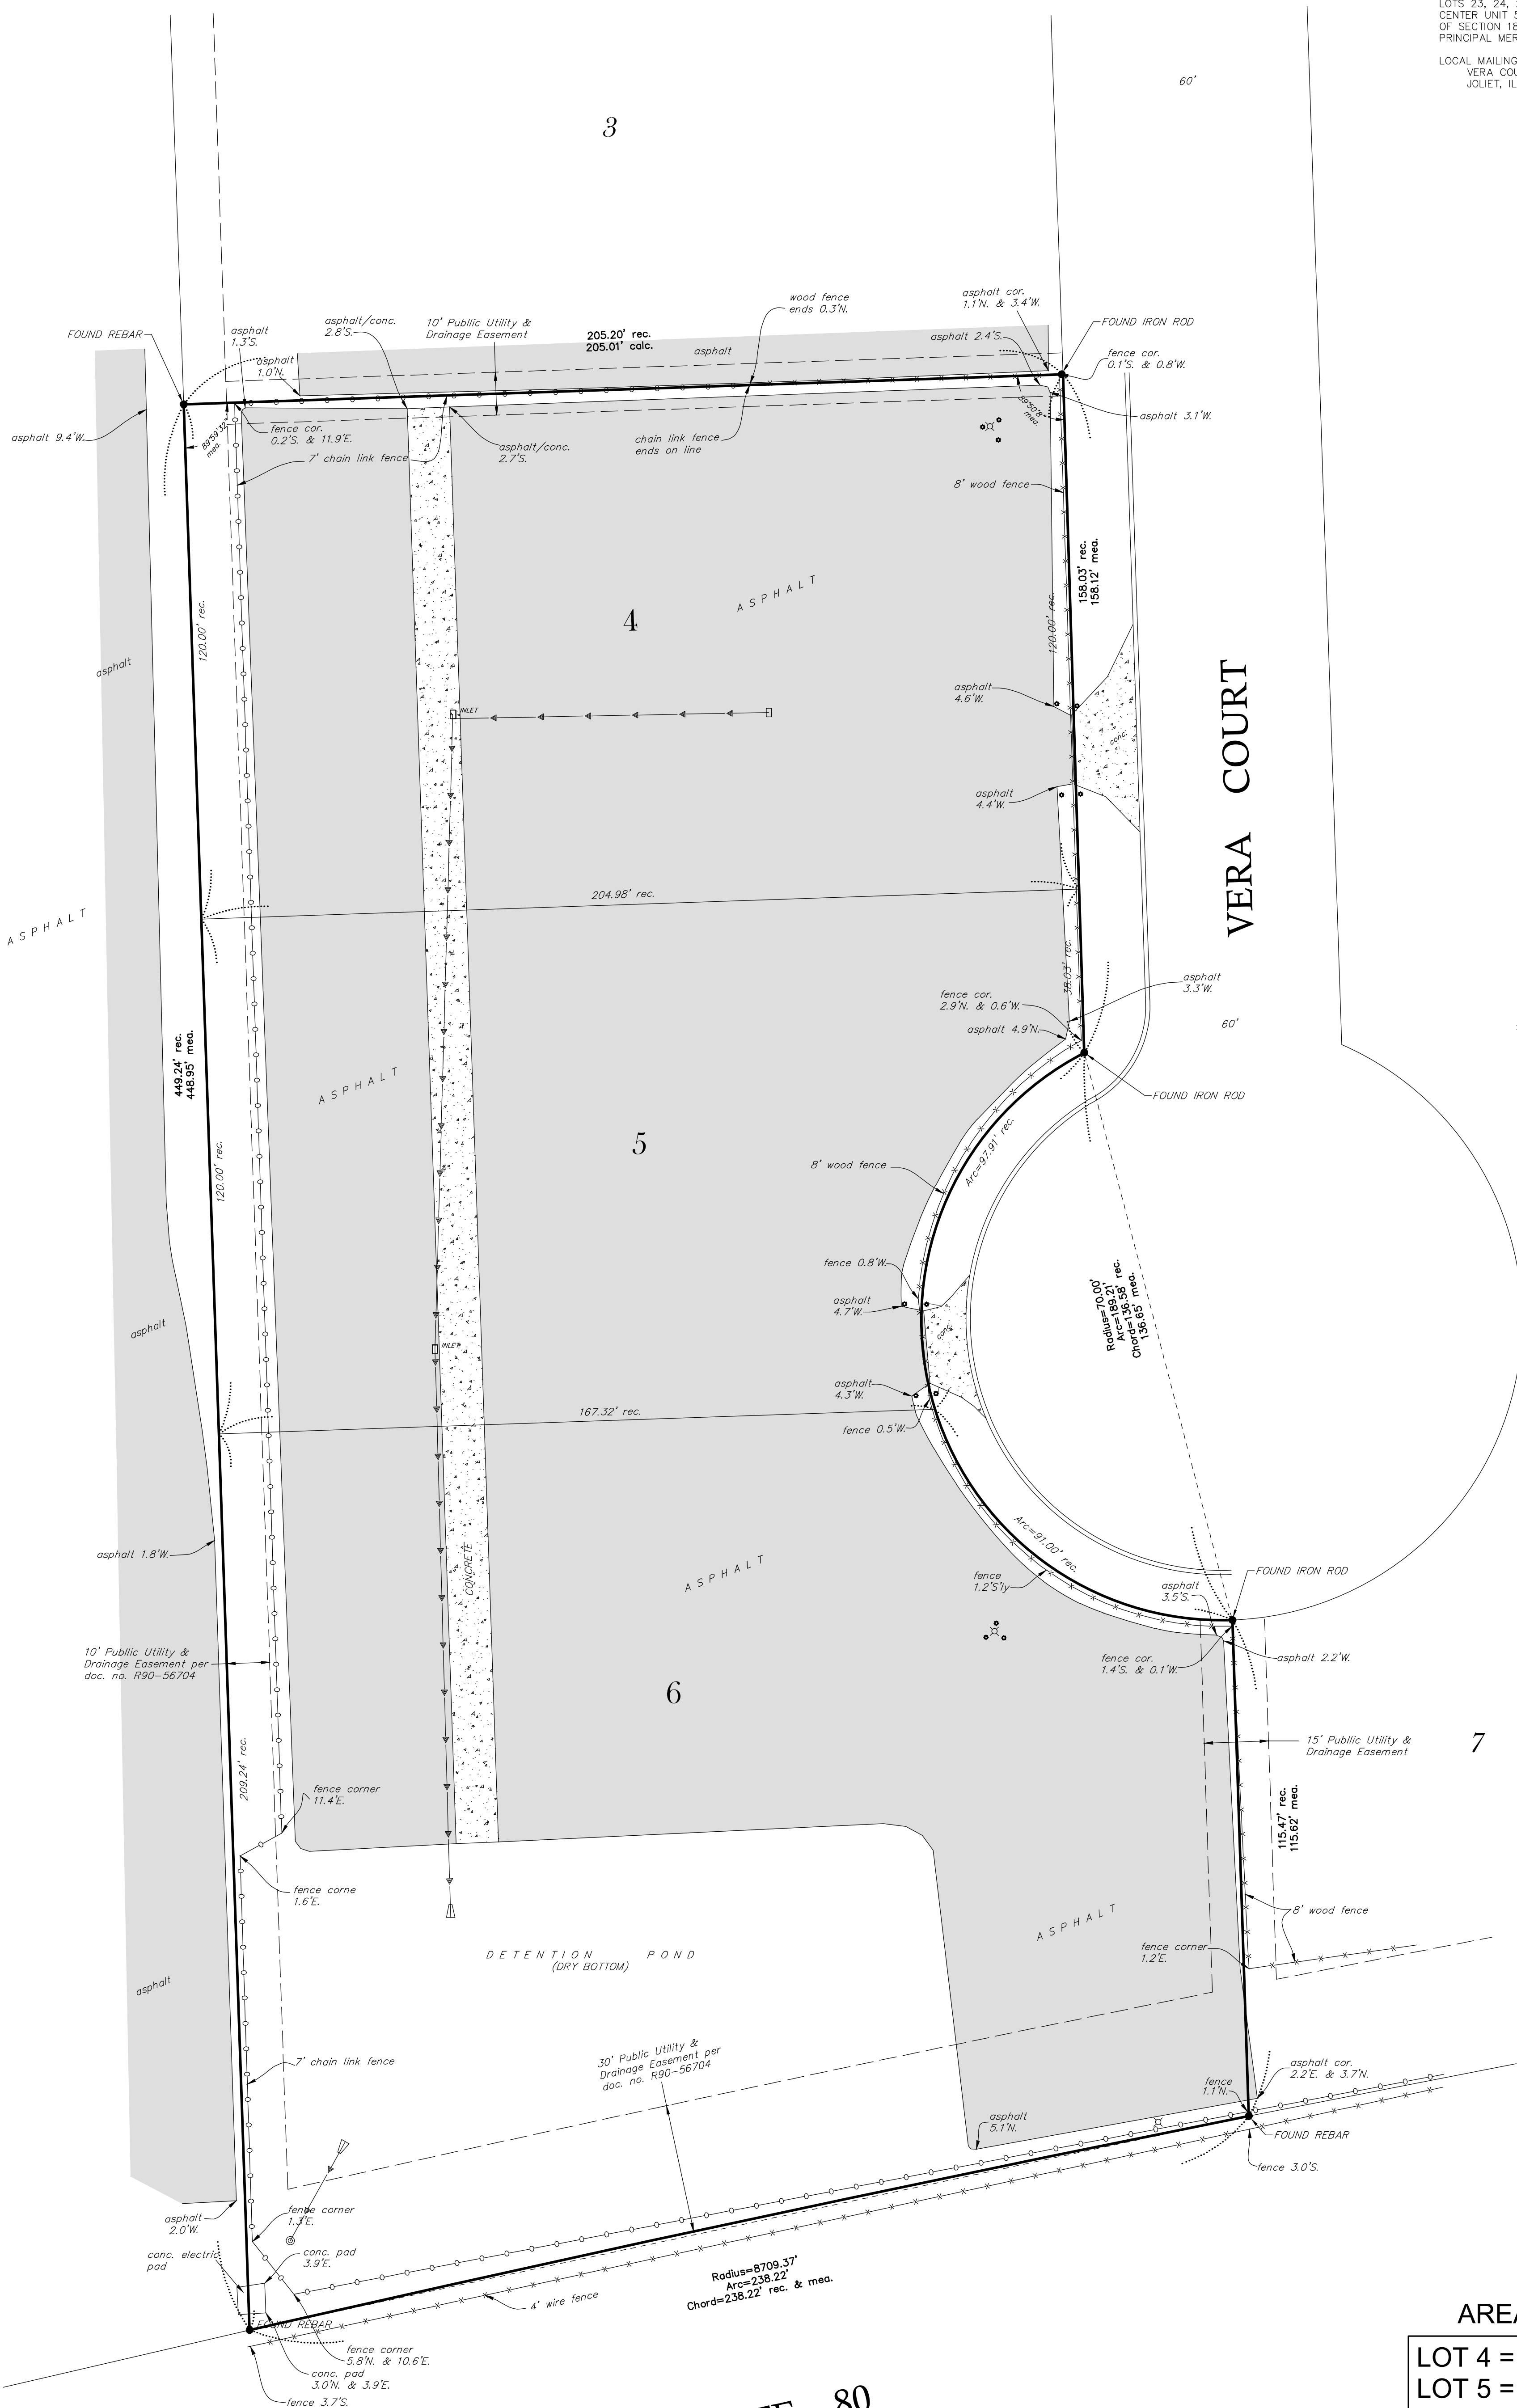 LOTS 23, 24,
CENTER UNIT 5
OF SECTION 18
PRINCIPAL MER
LOCAL MAILING
VERA COU
JOLIET, IL
60'
3
wood fence
ends 0.3'N.
asphalt cor.
1.1'N. & 3.4'W.
FOUND REBAR
asphalt
1.3'S.
asphalt/conc.
2.8'S.
10' Publlic Utility &
Drainage Easement
205.20' rec.
205.01' calc.
asphalt
asphalt 2.4'S.
FOUND IRON ROD
fence cor.
0.1'S. & 0.8'W.
asphalt
1.0'N.
asphalt 9.4'W.
89°59'32"
mea.
fence cor.
0.2'S. & 11.9'E.
7' chain link fence
asphalt/conc.
2.7'S.
chain link fence
ends on line
mea.
asphalt 3.1'W.
8' wood fence
158.03' rec.
158.12' mea.
120.00' rec.
120.00' rec.
ASPHALT
4
asphalt
asphalt
4.6'W.
INLET
conc.
VERA COURT
asphalt
4.4'W.
204.98' rec.
ASPHALT
38.03' rec.
asphalt
3.3'W.
fence cor.
2.9'N. & 0.6'W.
asphalt 4.9'N.
60'
449.24' rec.
448.95' mea.
ASPHALT
FOUND IRON ROD
120.00' rec.
5
8' wood fence
Arc=97.91' rec.
fence 0.8'W.
asphalt
4.7'W.
conc.
Radius=70.00'
Arc=189.21'
Chord=136.58' rec.
136.65' mea.
asphalt
INLET
asphalt
4.3'W.
167.32' rec.
fence 0.5'W.
asphalt 1.8'W.
CONCRETE
ASPHALT
Arc=91.00' rec.
fence
1.2'S'ly
asphalt
3.5'S.
FOUND IRON ROD
10' Publlic Utility &
Drainage Easement per
doc. no. R90-56704
fence cor.
1.4'S. & 0.1'W.
asphalt 2.2'W.
6
15' Publlic Utility &
Drainage Easement
7
209.24' rec.
fence corner
11.4'E.
115.47' rec.
115.62' mea.
fence corne
1.6'E.
8' wood fence
ASPHALT
DETENTION POND
(DRY BOTTOM)
fence corner
1.2'E.
asphalt
7' chain link fence
30' Public Utility &
Drainage Easement per
doc. no. R90-56704
asphalt cor.
2.2'E. & 3.7'N.
fence
1.1'N.
asphalt
5.1'N.
FOUND REBAR
fence 3.0'S.
asphalt
2.0'W.
fence corner
1.3'E.
conc. electric
pad
conc. pad
3.9'E.
Radius=8709.37'
Arc=238.22'
Chord=238.22' rec. & mea.
4' wire fence
FOUND REBAR
fence corner
5.8'N. & 10.6'E.
conc. pad
3.0'N. & 3.9'E.
fence 3.7'S.
80
AREA
LOT 4 =
LOT 5 =